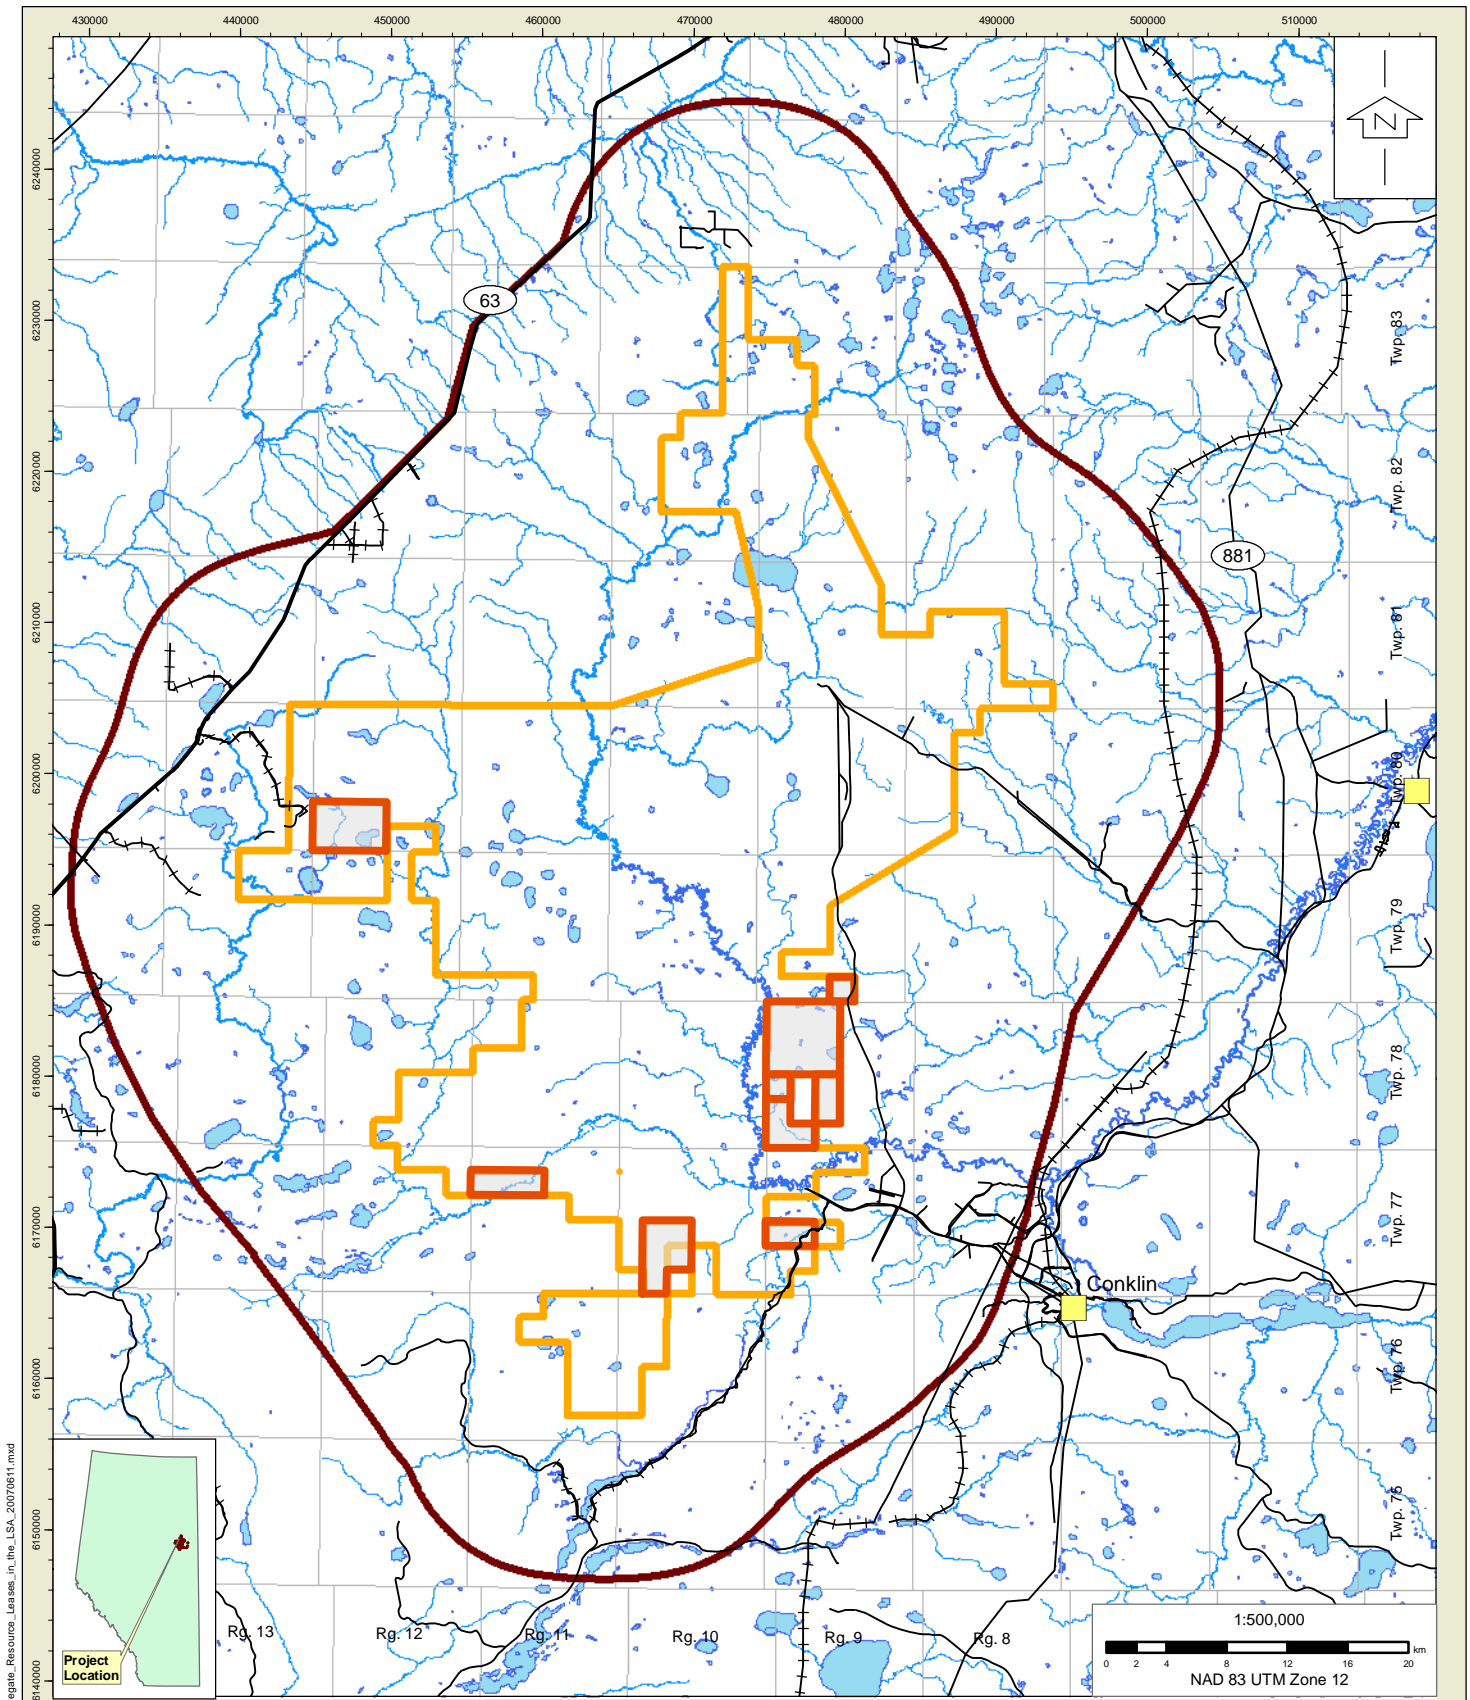 430000 440000 450000 460000 470000 480000 490000 500000 510000
N
6240000
6230000
6220000
6210000
6200000
6190000
6180000
6170000
6160000
6150000
6140000
63
881
Twp. 83
Twp. 82
Twp. 81
Twp. 80
Twp. 79
Twp. 78
Twp. 77
Twp. 76
Twp. 75
Conklin
Rg. 13 Rg. 12 Rg. 11 Rg. 10 Rg. 9 Rg. 8
Project
Location
1:500,000
0 2 4 8 12 16 20 km
NAD 83 UTM Zone 12
egate_Resource_Leases_in_the_LSA_20070611.mxd